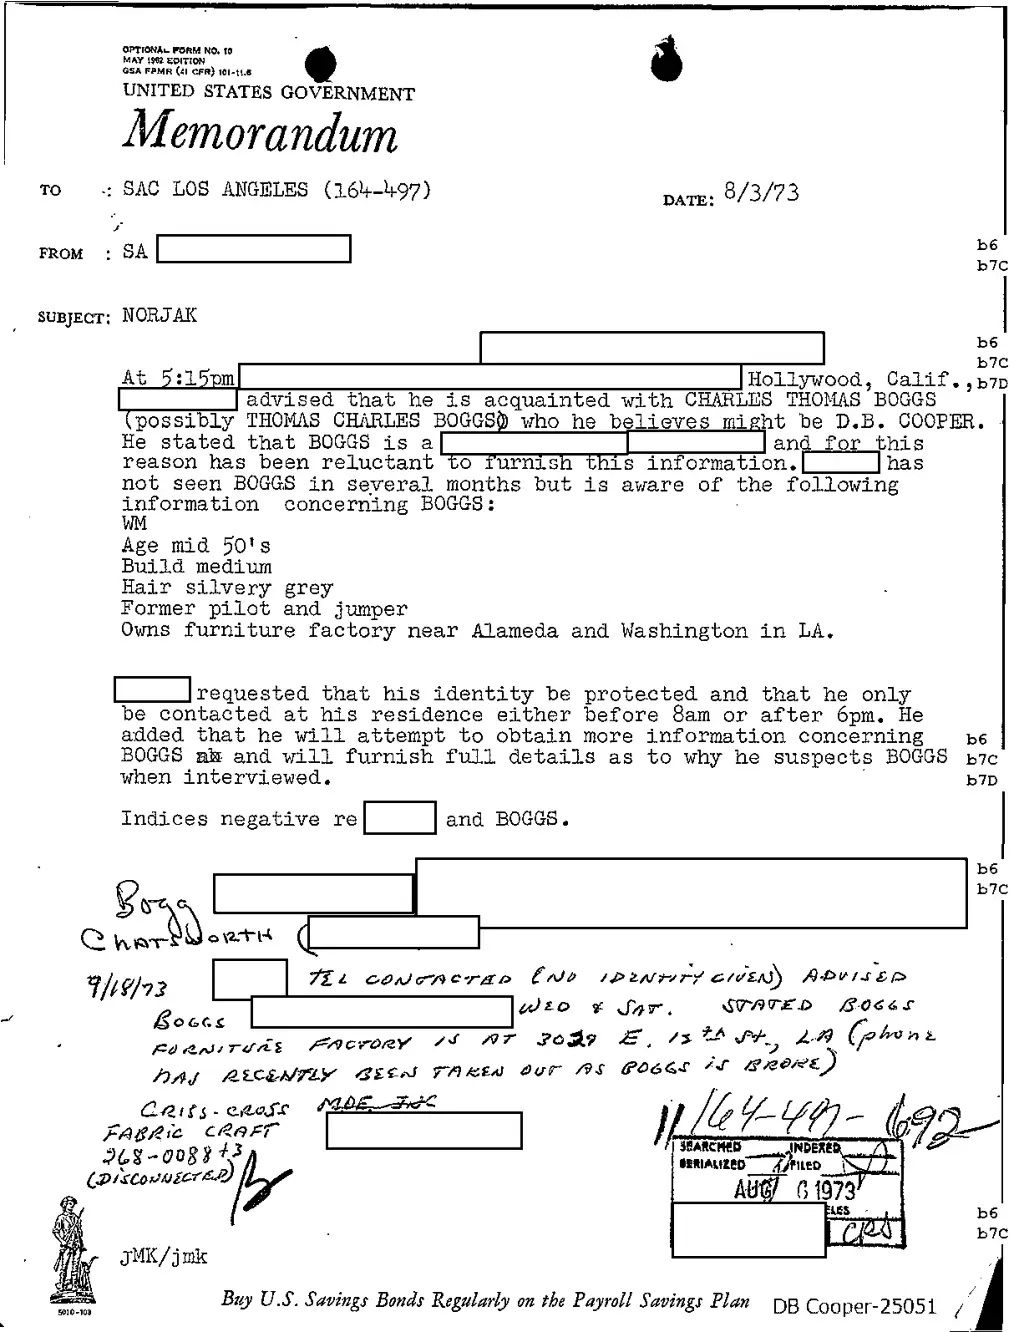 OPTIONAL FORM NO. 10
MAY 1962 EDITION
GSA FPMR (41 CFR) 101-11.6
UNITED STATES GOVERNMENT
Memorandum
TO : SAC LOS ANGELES (164-497)
DATE: 8/3/73
FROM : SA
b6
b7C
SUBJECT: NORJAK
b6
b7C
At 5:15pm Hollywood, Calif., b7D
advised that he is acquainted with CHARLES THOMAS BOGGS
(possibly THOMAS CHARLES BOGGS) who he believes might be D.B. COOPER.
He stated that BOGGS is a and for this
reason has been reluctant to furnish this information. has
not seen BOGGS in several months but is aware of the following
information concerning BOGGS:
WM
Age mid 50's
Build medium
Hair silvery grey
Former pilot and jumper
Owns furniture factory near Alameda and Washington in LA.
requested that his identity be protected and that he only
be contacted at his residence either before 8am or after 6pm. He
added that he will attempt to obtain more information concerning b6
BOGGS and will furnish full details as to why he suspects BOGGS b7C
when interviewed. b7D
Indices negative re and BOGGS.
b6
b7C
Bogg
CHATSWORTH (
9/18/73 TEL CONTACTED (NO IDENTITY GIVEN) ADVISED
BOGGS WED & SAT. STATED BOGGS
FURNITURE FACTORY IS AT 3029 E. 12th St., LA (phone
HAS RECENTLY BEEN TAKEN OUT AS BOGGS IS BROKE)
CRISS-CROSS MDE INC
FABRIC CRAFT
268-0088 +3
(DISCONNECTED)
164-497-692
SEARCHED INDEXED
SERIALIZED FILED
AUG 6 1973
ELES
CRS
b6
b7C
JMK/jmk
5010-108
Buy U.S. Savings Bonds Regularly on the Payroll Savings Plan
DB Cooper-25051